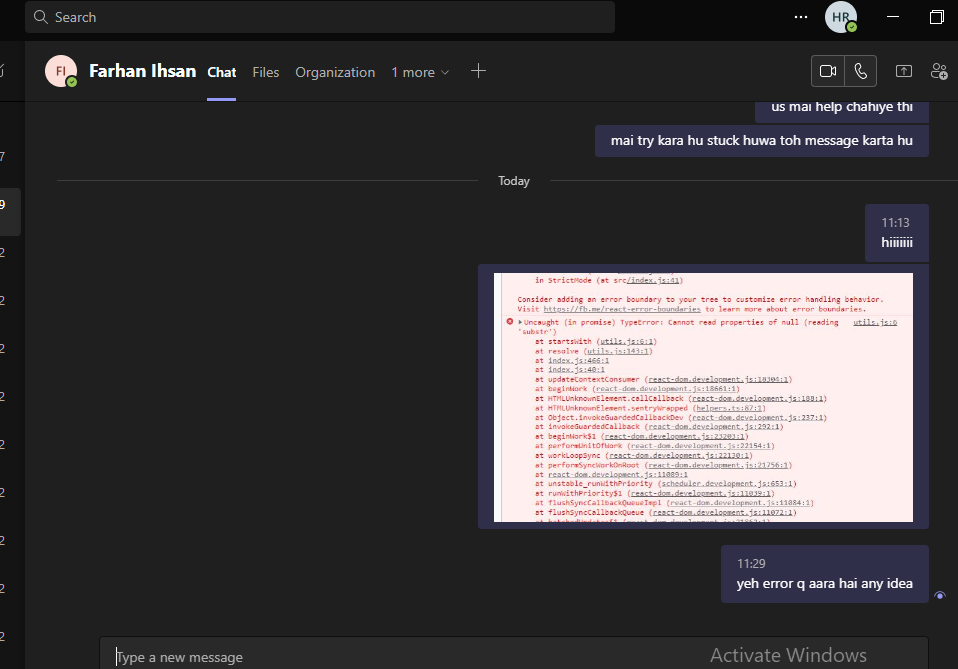 Search
HR
FI
Farhan Ihsan
Chat
Files
Organization
1 more
us mai help chahiye thi
mai try kara hu stuck huwa toh message karta hu
Today
11:13
hiiiiiii
in StrictMode (at src/index.js:41)
Consider adding an error boundary to your tree to customize error handling behavior.
Visit https://fb.me/react-error-boundaries to learn more about error boundaries.
Uncaught (in promise) TypeError: Cannot read properties of null (reading utils.js:6
'substr')
at startsWith (utils.js:6:1)
at resolve (utils.js:143:1)
at index.js:466:1
at index.js:40:1
at updateContextConsumer (react-dom.development.js:18304:1)
at beginWork (react-dom.development.js:18661:1)
at HTMLUnknownElement.callCallback (react-dom.development.js:188:1)
at HTMLUnknownElement.sentryWrapped (helpers.ts:87:1)
at Object.invokeGuardedCallbackDev (react-dom.development.js:237:1)
at invokeGuardedCallback (react-dom.development.js:292:1)
at beginWork$1 (react-dom.development.js:23203:1)
at performUnitOfWork (react-dom.development.js:22154:1)
at workLoopSync (react-dom.development.js:22130:1)
at performSyncWorkOnRoot (react-dom.development.js:21756:1)
at react-dom.development.js:11089:1
at unstable_runWithPriority (scheduler.development.js:653:1)
at runWithPriority$1 (react-dom.development.js:11039:1)
at flushSyncCallbackQueueImpl (react-dom.development.js:11084:1)
at flushSyncCallbackQueue (react-dom.development.js:11072:1)
11:29
yeh error q aara hai any idea
Type a new message
Activate Windows